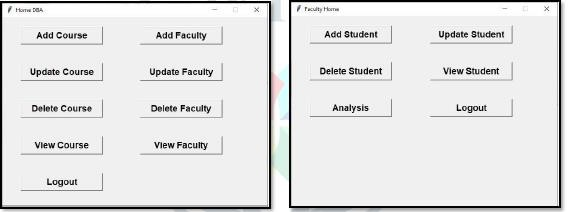 Home DBA
Add Course Add Faculty
Update Course Update Faculty
Delete Course Delete Faculty
View Course View Faculty
Logout
Faculty Home
Add Student Update Student
Delete Student View Student
Analysis Logout